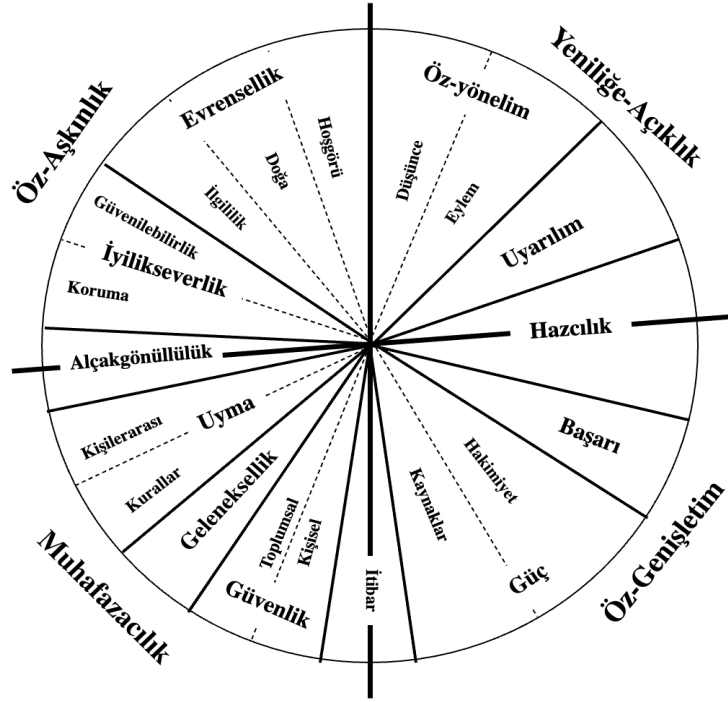 Yeniliğe-Açıklık
Öz-Aşkınlık
Evrensellik
Öz-yönelim
Hoşgörü
Doğa
İlgililik
Düşünce
Eylem
Uyarılım
Güvenilebilirlik
İyilikseverlik
Koruma
Hazcılık
Alçakgönüllülük
Başarı
Uyma
Kişilerarası
Kurallar
Geleneksellik
Toplumsal
Kişisel
Güvenlik
İtibar
Kaynaklar
Hakimiyet
Güç
Muhafazacılık
Öz-Genişletim